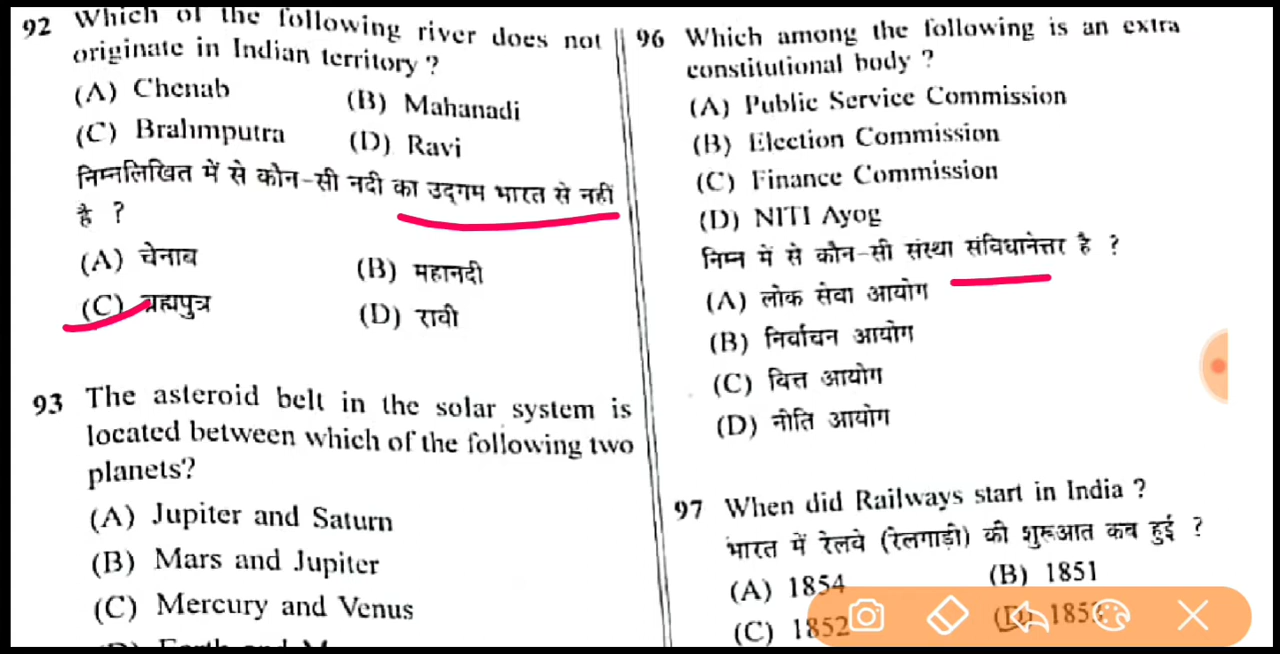 92 Which of the following river does not
originate in Indian territory ?
(A) Chenab
(B) Mahanadi
(C) Brahmputra
(D) Ravi
निम्नलिखित में से कौन-सी नदी का उद्गम भारत से नहीं
है ?
(A) चेनाब
(B) महानदी
(C) ब्रह्मपुत्र
(D) रावी
93 The asteroid belt in the solar system is
located between which of the following two
planets?
(A) Jupiter and Saturn
(B) Mars and Jupiter
(C) Mercury and Venus
96 Which among the following is an extra
constitutional body ?
(A) Public Service Commission
(B) Election Commission
(C) Finance Commission
(D) NITI Ayog
निम्न में से कौन-सी संस्था संविधानेत्तर है ?
(A) लोक सेवा आयोग
(B) निर्वाचन आयोग
(C) वित्त आयोग
(D) नीति आयोग
97 When did Railways start in India ?
भारत में रेलवे (रेलगाड़ी) की शुरूआत कब हुई ?
(A) 1854
(B) 1851
(C) 1852